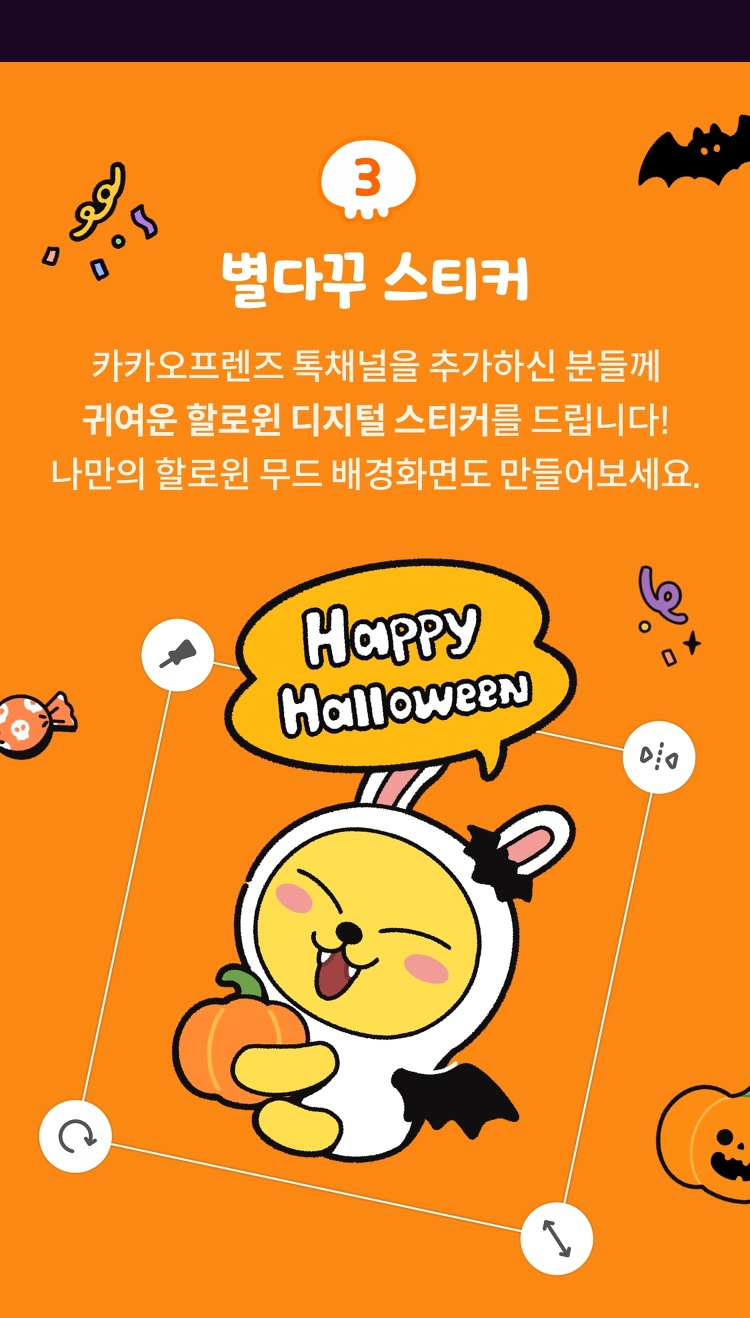 3
별다꾸 스티커
카카오프렌즈 톡채널을 추가하신 분들께
귀여운 할로윈 디지털 스티커를 드립니다!
나만의 할로윈 무드 배경화면도 만들어보세요.
Happy
Halloween